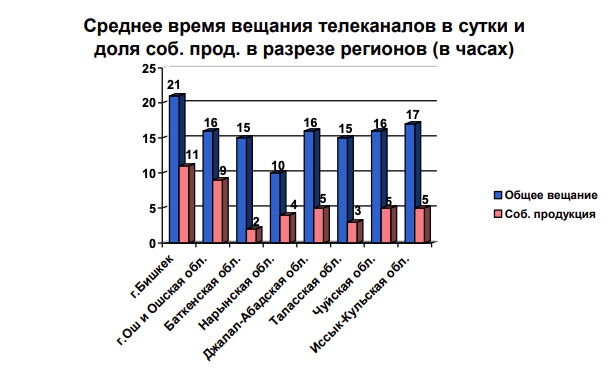 Среднее время вещания телеканалов в сутки и
доля соб. прод. в разрезе регионов (в часах)
25
20
15
10
5
0
21
11
16
9
15
2
10
4
16
5
15
3
16
5
17
5
г.Бишкек
г.Ош и Ошская обл.
Баткенская обл.
Нарынская обл.
Джалал-Абадская обл.
Таласская обл.
Чуйская обл.
Иссык-Кульская обл.
Общее вещание
Соб. продукция